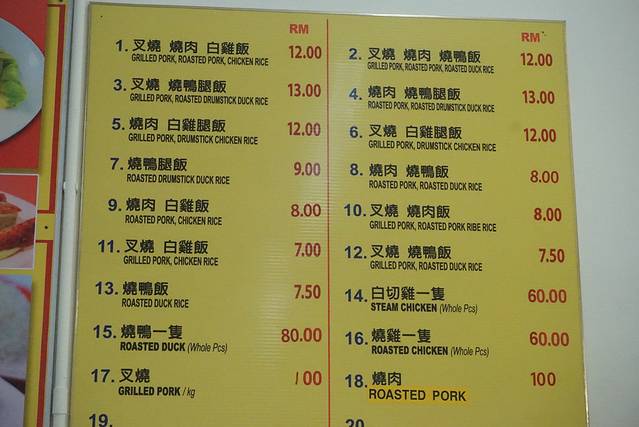 RM
1. 叉燒 燒肉 白雞飯 12.00
GRILLED PORK, ROASTED PORK, CHICKEN RICE
3. 叉燒 燒鴨腿飯 13.00
GRILLED PORK, ROASTED DRUMSTICK DUCK RICE
5. 燒肉 白雞腿飯 12.00
GRILLED PORK, DRUMSTICK CHICKEN RICE
7. 燒鴨腿飯 9.00
ROASTED DRUMSTICK DUCK RICE
9. 燒肉 白雞飯 8.00
ROASTED PORK, CHICKEN RICE
11. 叉燒 白雞飯 7.00
GRILLED PORK, CHICKEN RICE
13. 燒鴨飯 7.50
ROASTED DUCK RICE
15. 燒鴨一隻 80.00
ROASTED DUCK (Whole Pcs)
17. 叉燒 100
GRILLED PORK / kg
19.
RM
2. 叉燒 燒肉 燒鴨飯 12.00
GRILLED PORK, ROASTED PORK, ROASTED DUCK RICE
4. 燒肉 燒鴨腿飯 13.00
ROASTED PORK, ROASTED DRUMSTICK DUCK RICE
6. 叉燒 白雞腿飯 12.00
GRILLED PORK, DRUMSTICK CHICKEN RICE
8. 燒肉 燒鴨飯 8.00
ROASTED PORK, ROASTED DUCK RICE
10. 叉燒 燒肉飯 8.00
GRILLED PORK, ROASTED PORK RIBE RICE
12. 叉燒 燒鴨飯 7.50
GRILLED PORK, ROASTED DUCK RICE
14. 白切雞一隻 60.00
STEAM CHICKEN (Whole Pcs)
16. 燒雞一隻 60.00
ROASTED CHICKEN (Whole Pcs)
18. 燒肉 100
ROASTED PORK
20.